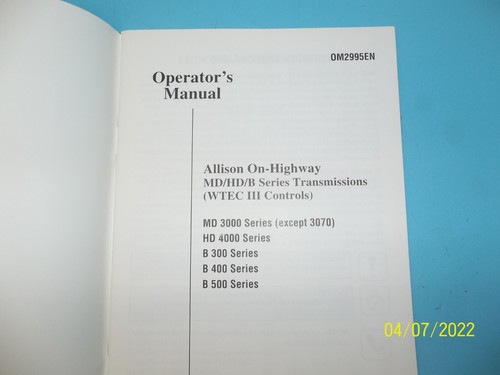 OM2995EN
Operator's
Manual
Allison On-Highway
MD/HD/B Series Transmissions
(WTEC III Controls)
MD 3000 Series (except 3070)
HD 4000 Series
B 300 Series
B 400 Series
B 500 Series
04/07/2022